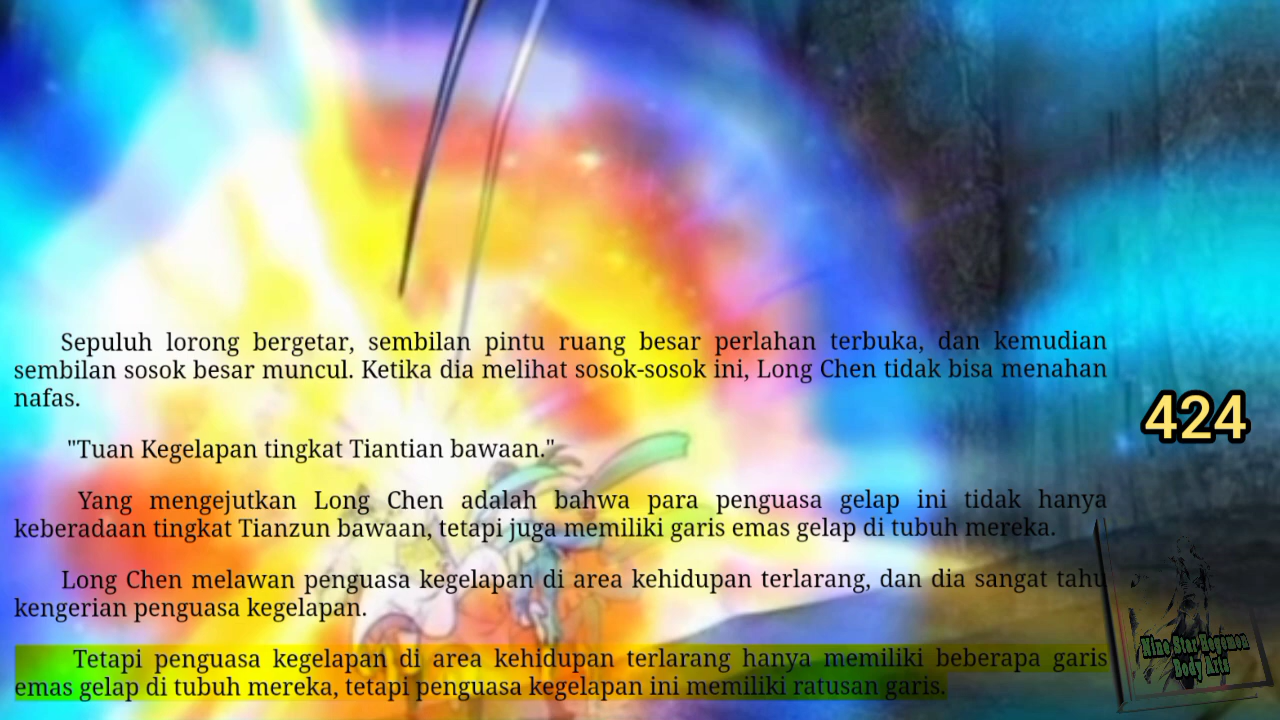 Sepuluh lorong bergetar, sembilan pintu ruang besar perlahan terbuka, dan kemudian
sembilan sosok besar muncul. Ketika dia melihat sosok-sosok ini, Long Chen tidak bisa menahan
nafas.
"Tuan Kegelapan tingkat Tiantian bawaan."
Yang mengejutkan Long Chen adalah bahwa para penguasa gelap ini tidak hanya
keberadaan tingkat Tianzun bawaan, tetapi juga memiliki garis emas gelap di tubuh mereka.
Long Chen melawan penguasa kegelapan di area kehidupan terlarang, dan dia sangat tahu
kengerian penguasa kegelapan.
Tetapi penguasa kegelapan di area kehidupan terlarang hanya memiliki beberapa garis
emas gelap di tubuh mereka, tetapi penguasa kegelapan ini memiliki ratusan garis.
424
Nine Star Hegemon
Body Arts